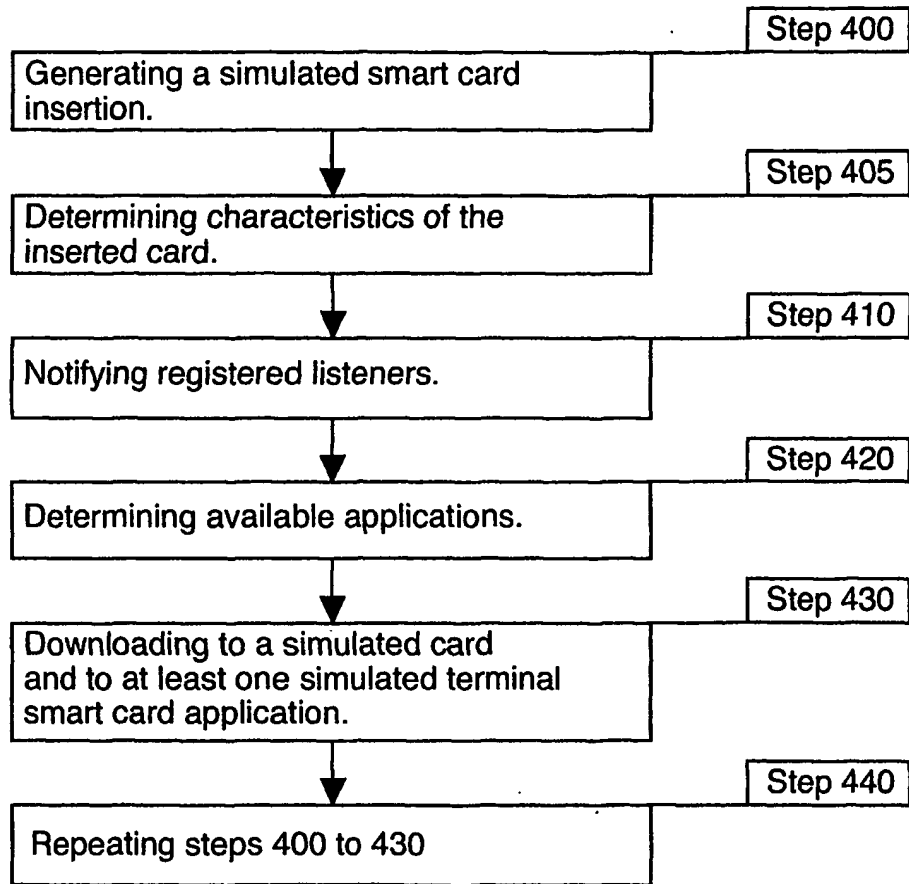 Step 400
Generating a simulated smart card
insertion.
Step 405
Determining characteristics of the
inserted card.
Step 410
Notifying registered listeners.
Step 420
Determining available applications.
Step 430
Downloading to a simulated card
and to at least one simulated terminal
smart card application.
Step 440
Repeating steps 400 to 430